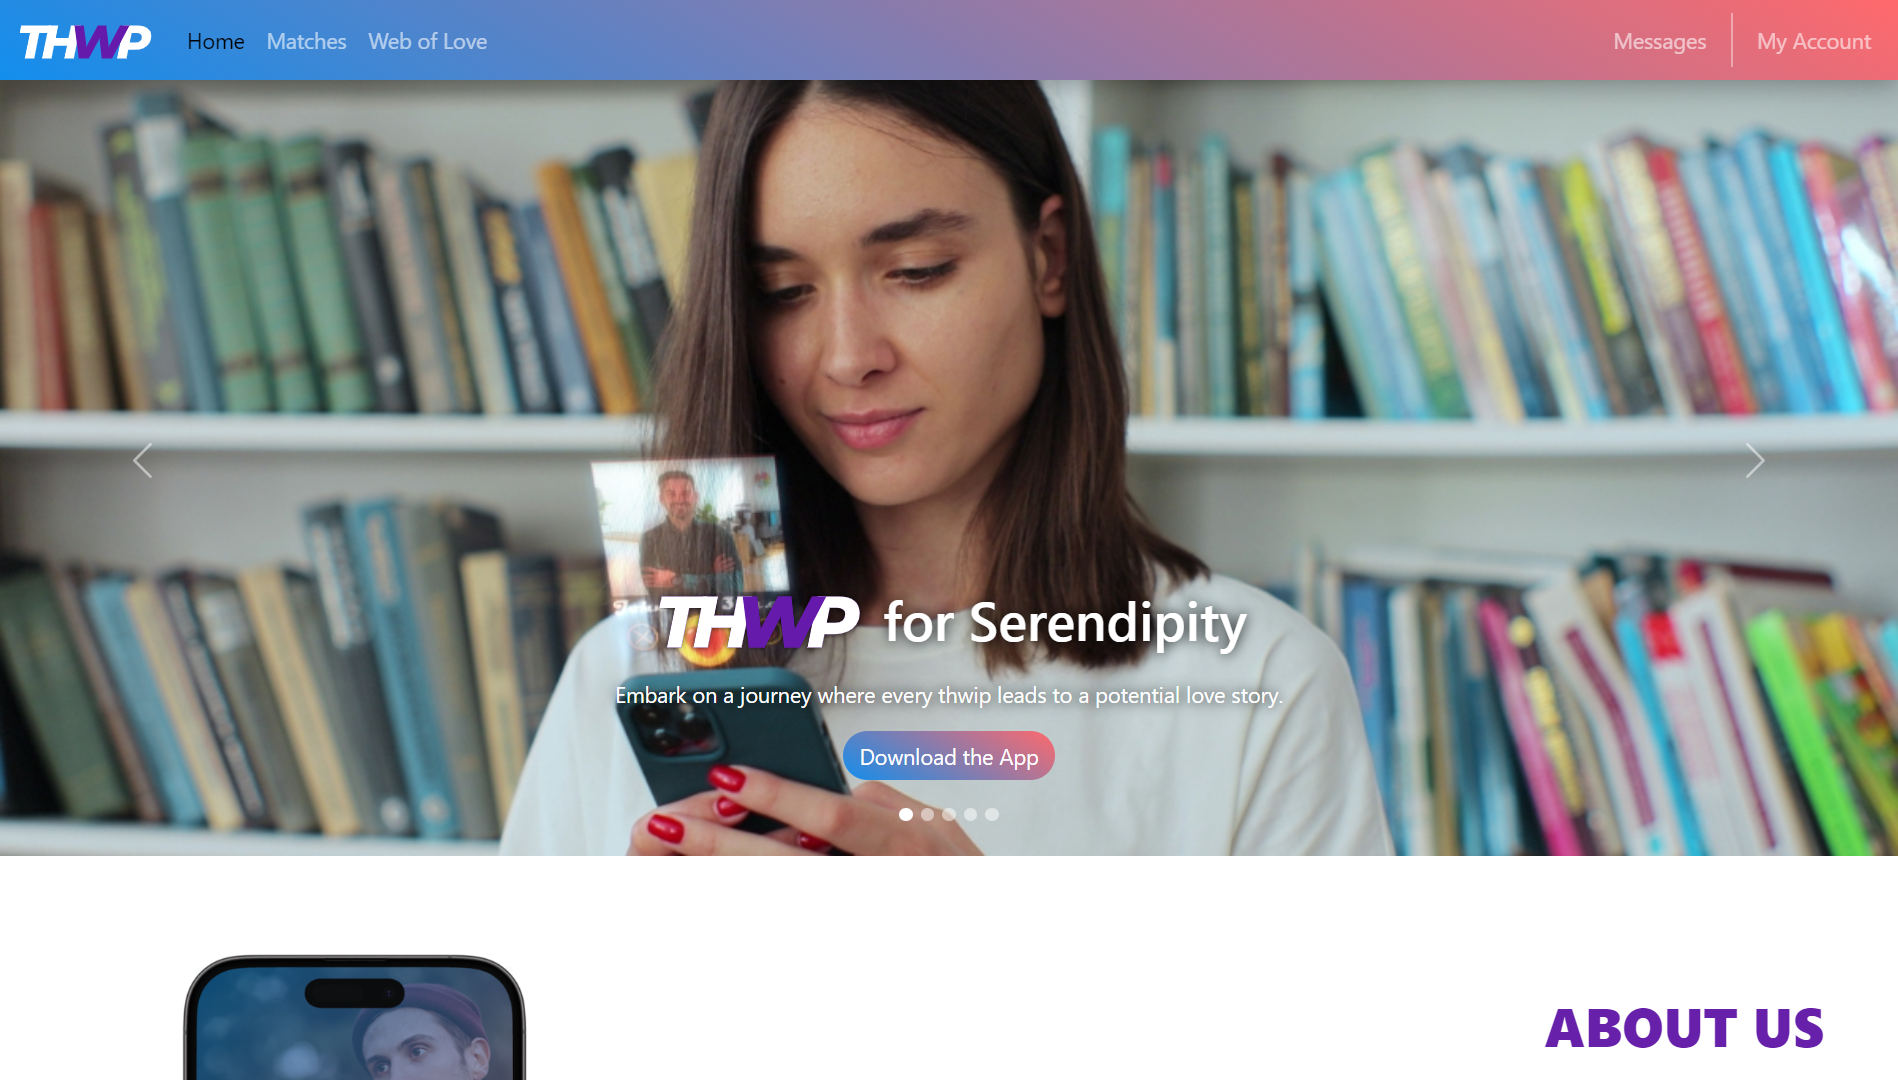 THWP Home Matches Web of Love Messages My Account
THWP for Serendipity
Embark on a journey where every thwip leads to a potential love story.
Download the App
ABOUT US